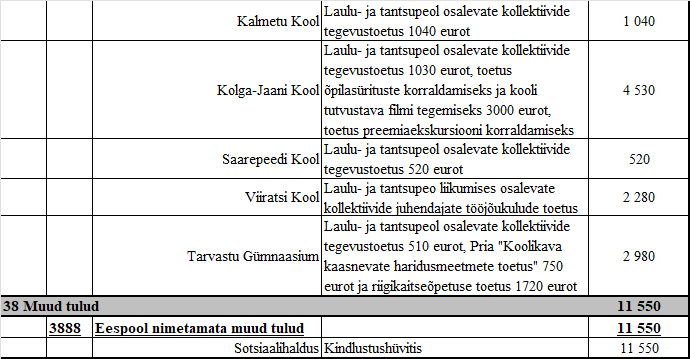 Kalmetu Kool
Laulu- ja tantsupeol osalevate kollektiivide
tegevustoetus 1040 eurot
1 040
Kolga-Jaani Kool
Laulu- ja tantsupeol osalevate kollektiivide
tegevustoetus 1030 eurot, toetus
õpilasürituste korraldamiseks ja kooli
tutvustava filmi tegemiseks 3000 eurot,
toetus preemiaekskursiooni korraldamiseks
4 530
Saarepeedi Kool
Laulu- ja tantsupeol osalevate kollektiivide
tegevustoetus 520 eurot
520
Viiratsi Kool
Laulu- ja tantsupeo liikumises osalevate
kollektiivide juhendajate tööjõukulude toetus
2 280
Tarvastu Gümnaasium
Laulu- ja tantsupeol osalevate kollektiivide
tegevustoetus 510 eurot, Pria "Koolikava
kaasnevate haridusmeetmete toetus" 750
eurot ja riigikaitseõpetuse toetus 1720 eurot
2 980
38 Muud tulud 11 550
3888 Eespool nimetamata muud tulud 11 550
Sotsiaalhaldus Kindlustushüvitis 11 550